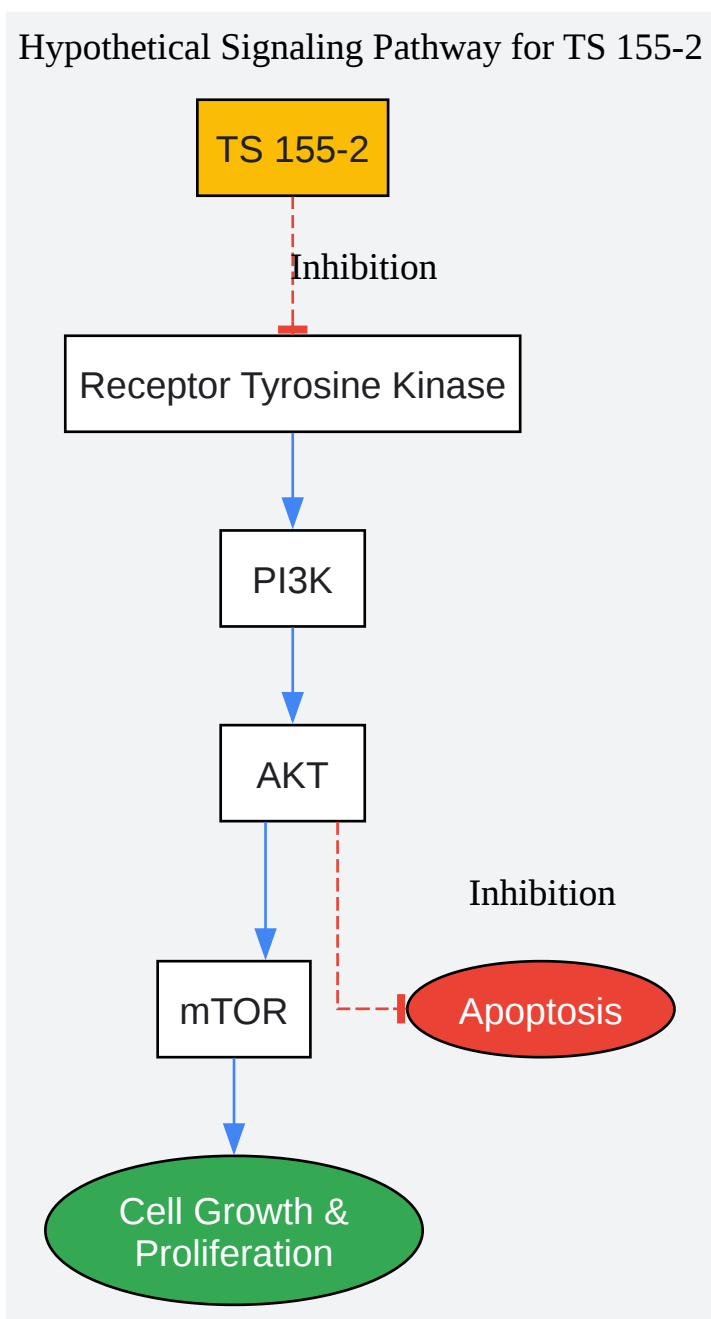 Hypothetical Signaling Pathway for TS 155-2
TS 155-2
Inhibition
Receptor Tyrosine Kinase
PI3K
AKT
Inhibition
mTOR
Apoptosis
Cell Growth &
Proliferation